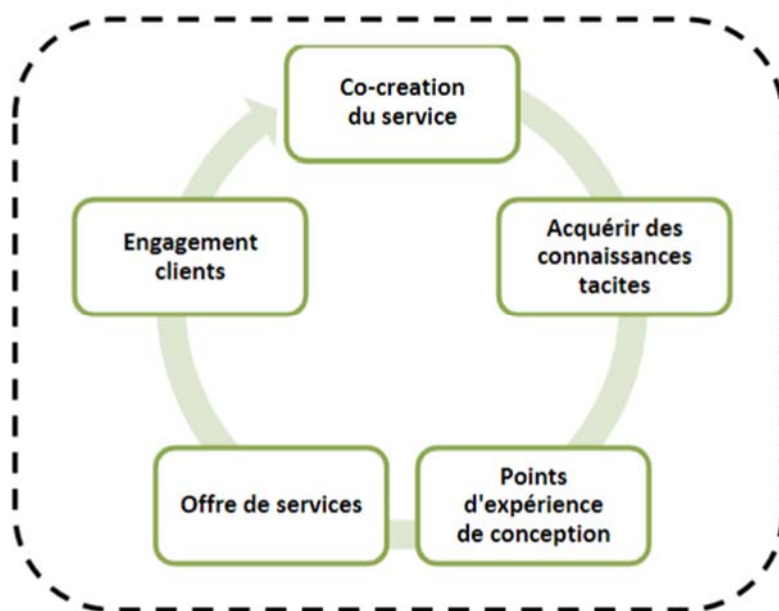 Co-creation
du service
Acquérir des
connaissances
tacites
Points
d'expérience
de conception
Offre de services
Engagement
clients